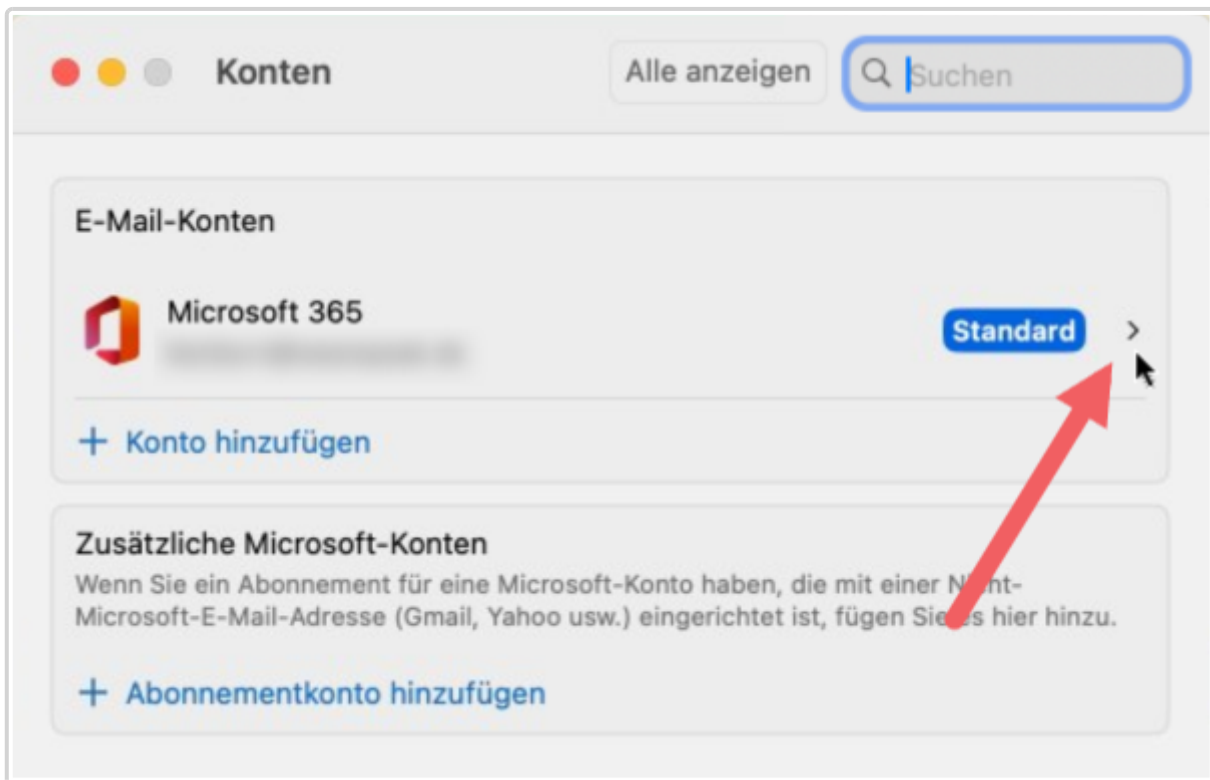 Konten
Alle anzeigen
Suchen
E-Mail-Konten
Microsoft 365
Standard
Konto hinzufügen
Zusätzliche Microsoft-Konten
Wenn Sie ein Abonnement für eine Microsoft-Konto haben, die mit einer Nicht-
Microsoft-E-Mail-Adresse (Gmail, Yahoo usw.) eingerichtet ist, fügen Sie es hier hinzu.
Abonnementkonto hinzufügen